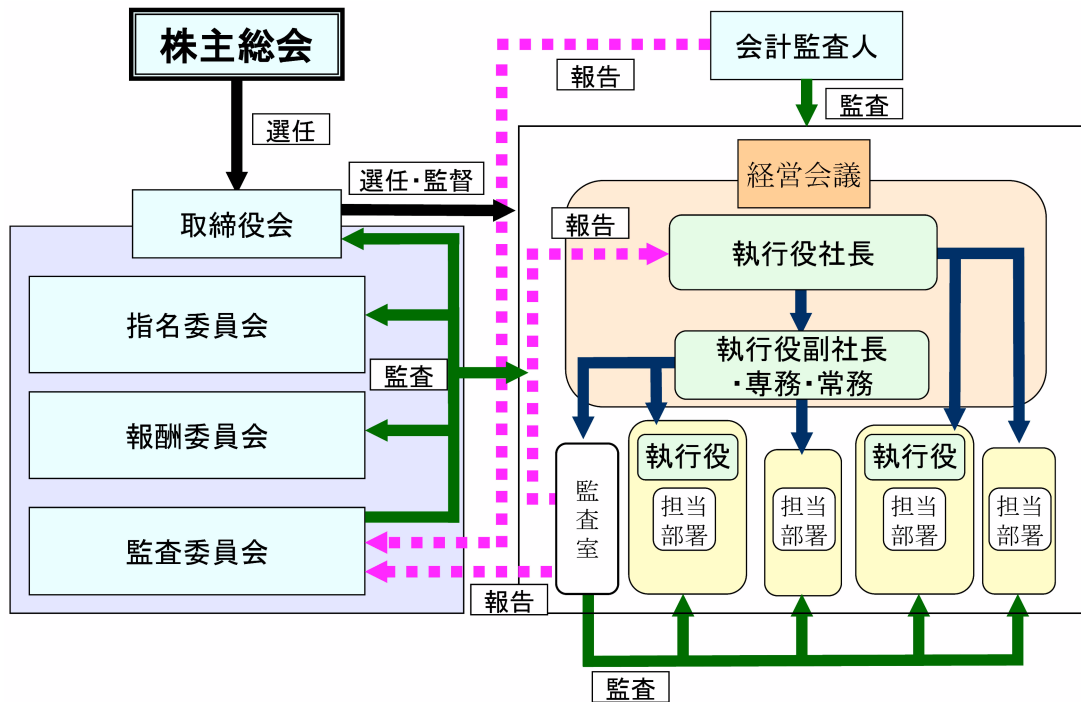 株主総会
会計監査人
報告
監査
選任
選任・監督
経営会議
取締役会
報告
執行役社長
指名委員会
執行役副社長
・専務・常務
監査
報酬委員会
執行役
執行役
監査室
担当
部署
担当
部署
担当
部署
担当
部署
監査委員会
報告
監査